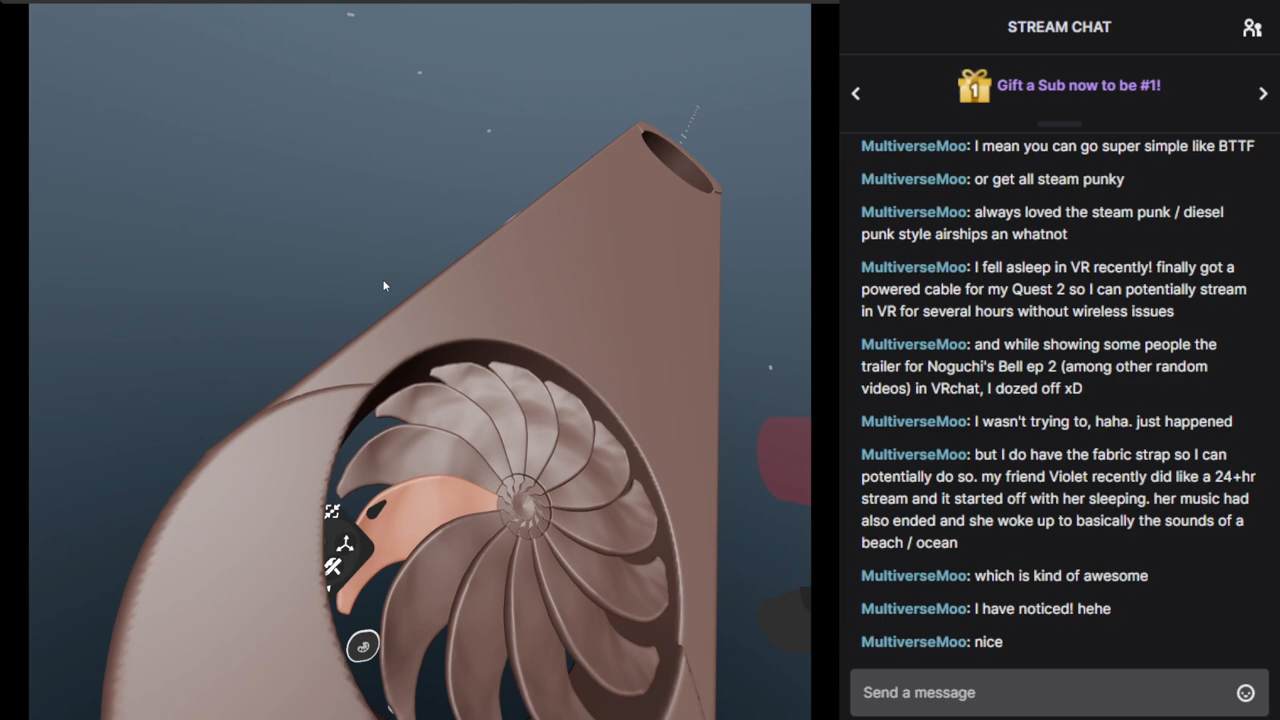 STREAM CHAT
1
Gift a Sub now to be #1!
MultiverseMoo: I mean you can go super simple like BTTF
MultiverseMoo: or get all steam punky
MultiverseMoo: always loved the steam punk / diesel
punk style airships an whatnot
MultiverseMoo: I fell asleep in VR recently! finally got a
powered cable for my Quest 2 so I can potentially stream
in VR for several hours without wireless issues
MultiverseMoo: and while showing some people the
trailer for Noguchi's Bell ep 2 (among other random
videos) in VRchat, I dozed off xD
MultiverseMoo: I wasn't trying to, haha. just happened
MultiverseMoo: but I do have the fabric strap so I can
potentially do so. my friend Violet recently did like a 24+hr
stream and it started off with her sleeping. her music had
also ended and she woke up to basically the sounds of a
beach / ocean
MultiverseMoo: which is kind of awesome
MultiverseMoo: I have noticed! hehe
MultiverseMoo: nice
Send a message